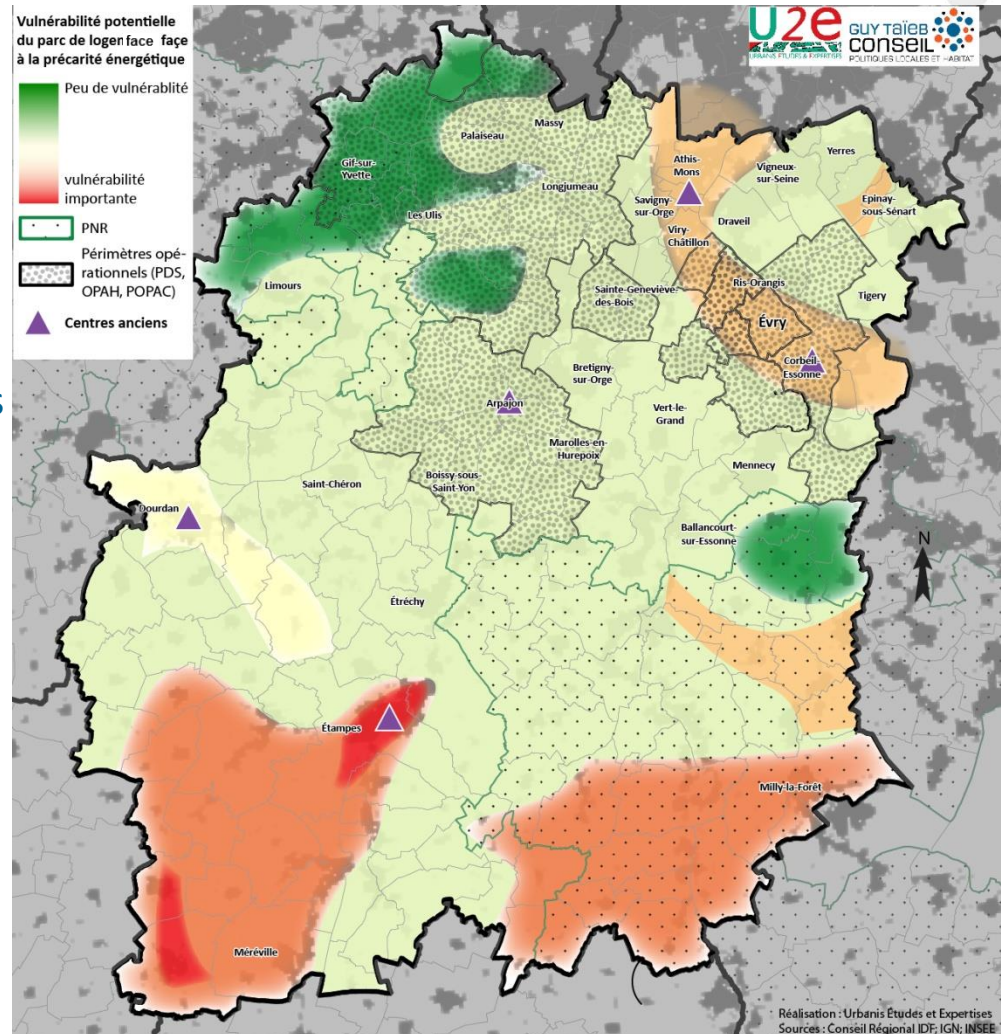 Vulnérabilité potentielle
du parc de logen face façe
à la précarité énergétique
Peu de vulnérablité
vulnérabilité
importante
PNR
Périmètres opé-
rationnels (PDS,
OPAH, POPAC)
Centres anciens
U2e
URBANIS ÉTUDES & EXPERTISES
GUY TAÏEB
CONSEIL
POLITIQUES LOCALES ET HABITAT
Palaiseau
Massy
Gif-sur-
Yvette
Longjumeau
Les Ulis
Athis-
Mons
Savigny-
sur-Orge
Viry-
Châtillon
Vigneux-
sur-Seine
Yerres
Epinay-
sous-Sénart
Draveil
Limours
Sainte-Geneviève-
des-Bois
Ris-Orangis
Évry
Tigery
Corbeil-
Essonne
Bretigny-
sur-Orge
Arpajon
Vert-le-
Grand
Marolles-en-
Hurepoix
Mennecy
Boissy-sous-
Saint-Yon
Saint-Chéron
Dourdan
Ballancourt-
sur-Essonne
N
Étréchy
Étampes
Milly-la-Forêt
Méréville
Réalisation : Urbanis Études et Expertises
Sources : Conseil Régional IDF; IGN; INSEE
s